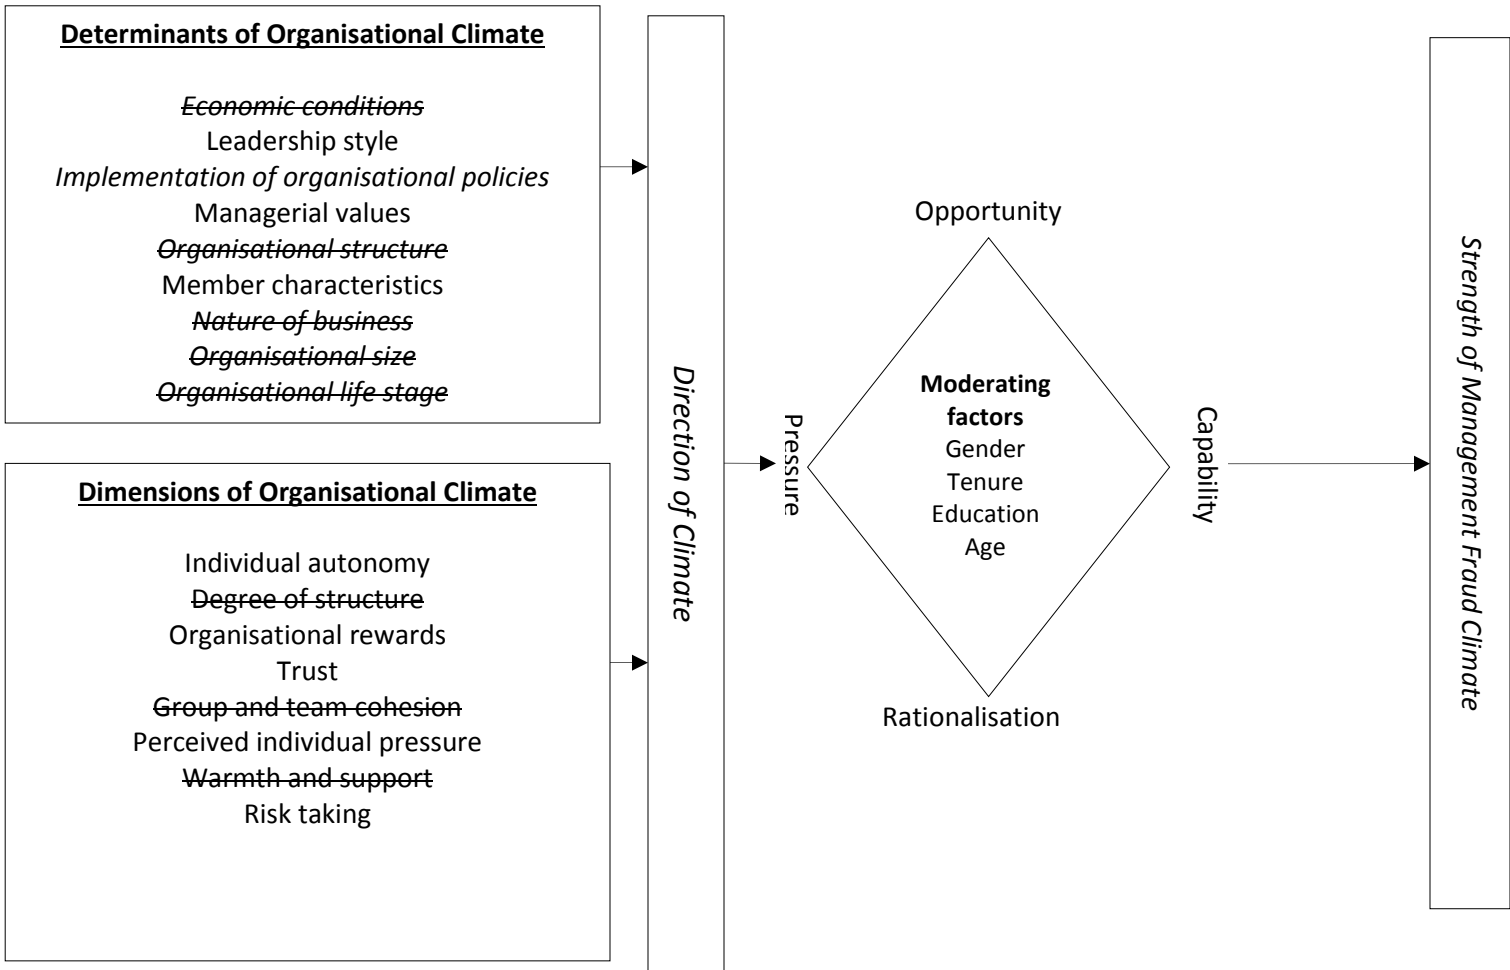 Determinants of Organisational Climate
Economic conditions
Leadership style
Implementation of organisational policies
Managerial values
Organisational structure
Member characteristics
Nature of business
Organisational size
Organisational life stage
Dimensions of Organisational Climate
Individual autonomy
Degree of structure
Organisational rewards
Trust
Group and team cohesion
Perceived individual pressure
Warmth and support
Risk taking
Direction of Climate
Pressure
Opportunity
Moderating
factors
Gender
Tenure
Education
Age
Rationalisation
Capability
Strength of Management Fraud Climate